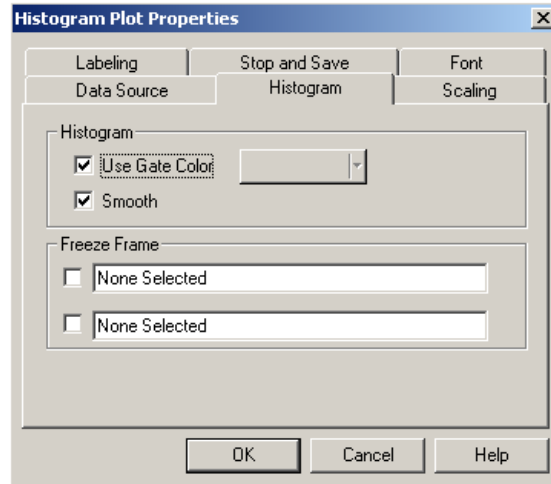 Histogram Plot Properties
Labeling Stop and Save Font
Data Source Histogram Scaling
Histogram
Use Gate Color
Smooth
Freeze Frame
None Selected
None Selected
OK Cancel Help